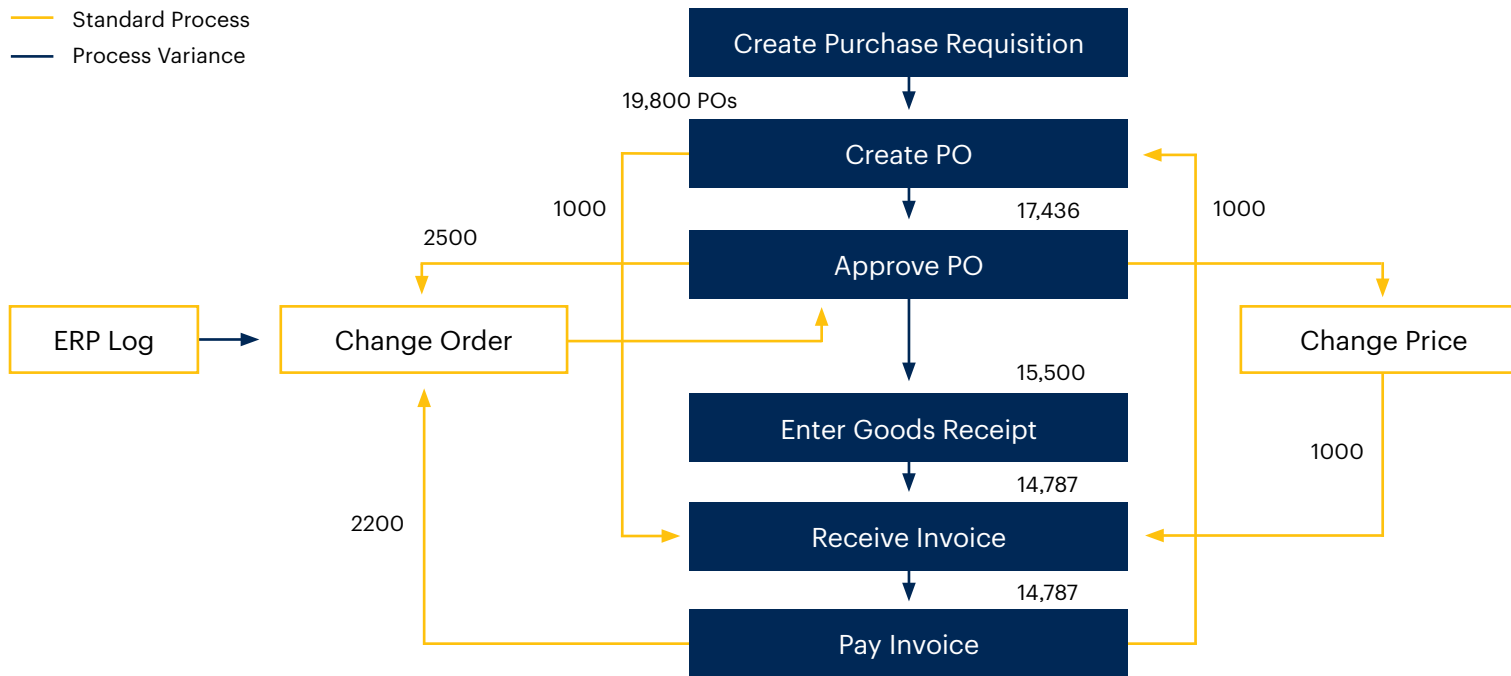 Standard Process
Process Variance
Create Purchase Requisition
19,800 POs
Create PO
1000
17,436
1000
2500
Approve PO
ERP Log
Change Order
Change Price
15,500
Enter Goods Receipt
1000
14,787
2200
Receive Invoice
14,787
Pay Invoice